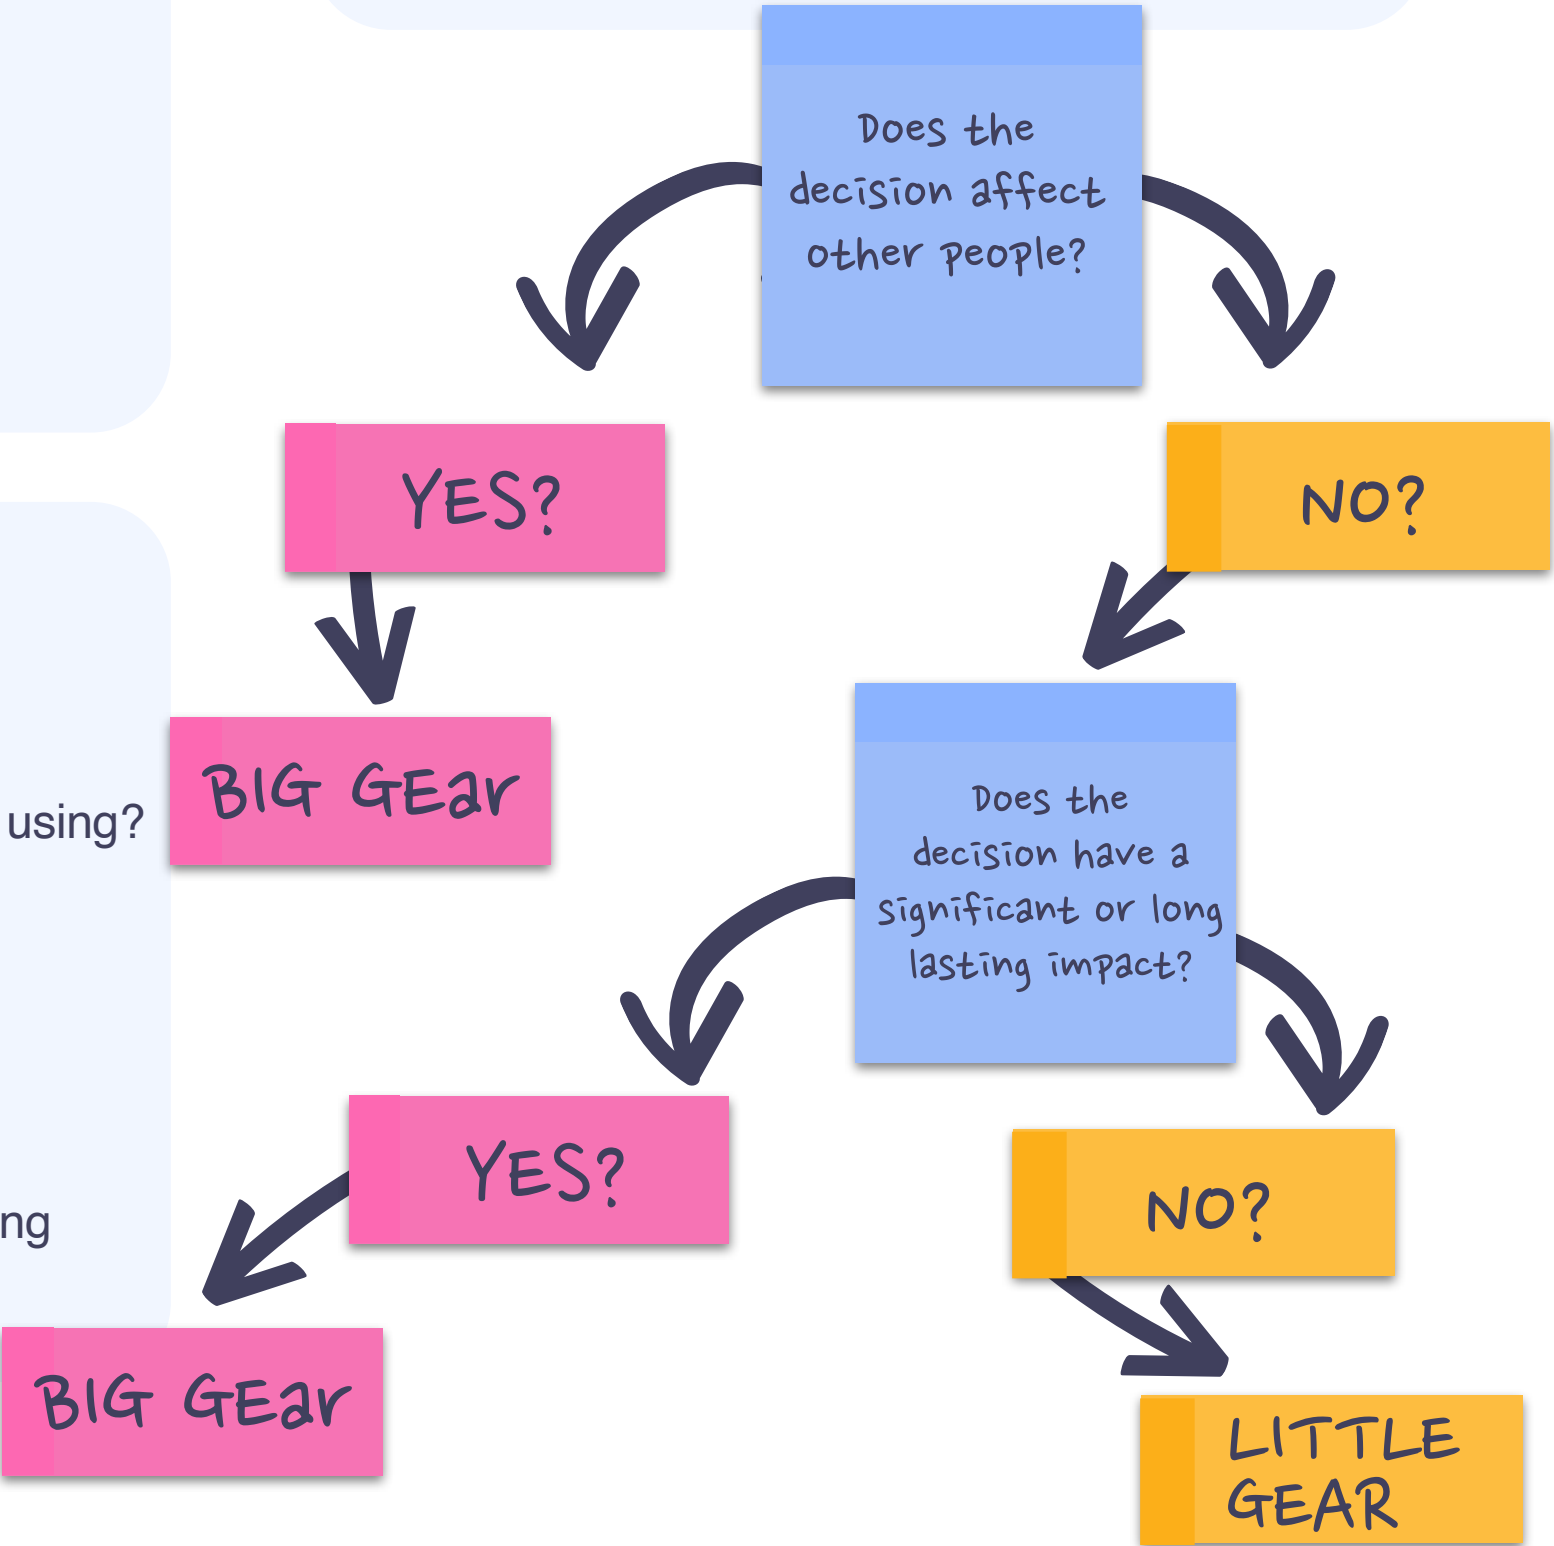 Does the
decision affect
other people?
YES?
NO?
BIG GEar
using?
Does the
decision have a
significant or long
lasting impact?
YES?
NO?
ng
BIG GEar
LITTLE
GEAR